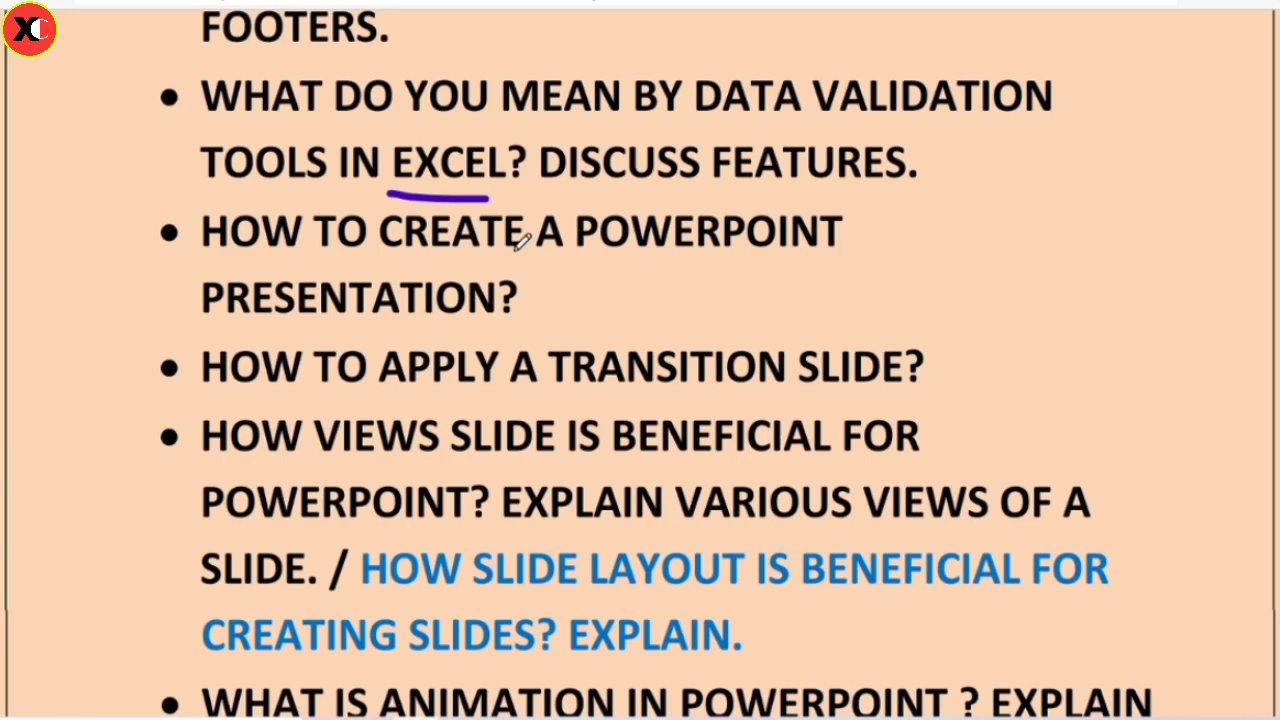 XC
FOOTERS.
• WHAT DO YOU MEAN BY DATA VALIDATION
TOOLS IN EXCEL? DISCUSS FEATURES.
• HOW TO CREATE A POWERPOINT
PRESENTATION?
• HOW TO APPLY A TRANSITION SLIDE?
• HOW VIEWS SLIDE IS BENEFICIAL FOR
POWERPOINT? EXPLAIN VARIOUS VIEWS OF A
SLIDE. / HOW SLIDE LAYOUT IS BENEFICIAL FOR
CREATING SLIDES? EXPLAIN.
• WHAT IS ANIMATION IN POWERPOINT ? EXPLAIN